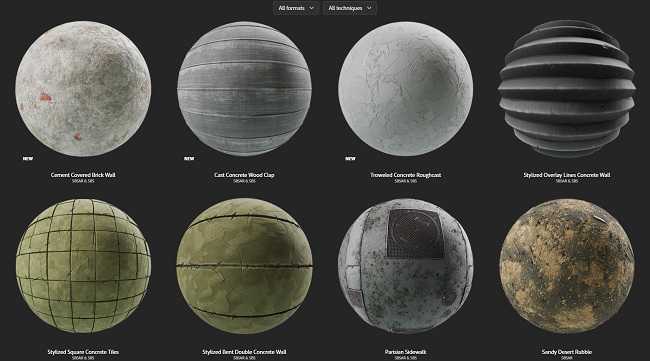 All formats
All techniques
NEW
NEW
NEW
Cement Covered Brick Wall
Cast Concrete Wood Clap
Troweled Concrete Roughcast
Stylized Overlay Lines Concrete Wall
SBSAR & SBS
SBSAR & SBS
SBSAR & SBS
SBSAR & SBS
Stylized Square Concrete Tiles
Stylized Bent Double Concrete Wall
Parisian Sidewalk
Sandy Desert Rubble
SBSAR & SBS
SBSAR & SBS
SBSAR & SBS
SBSAR